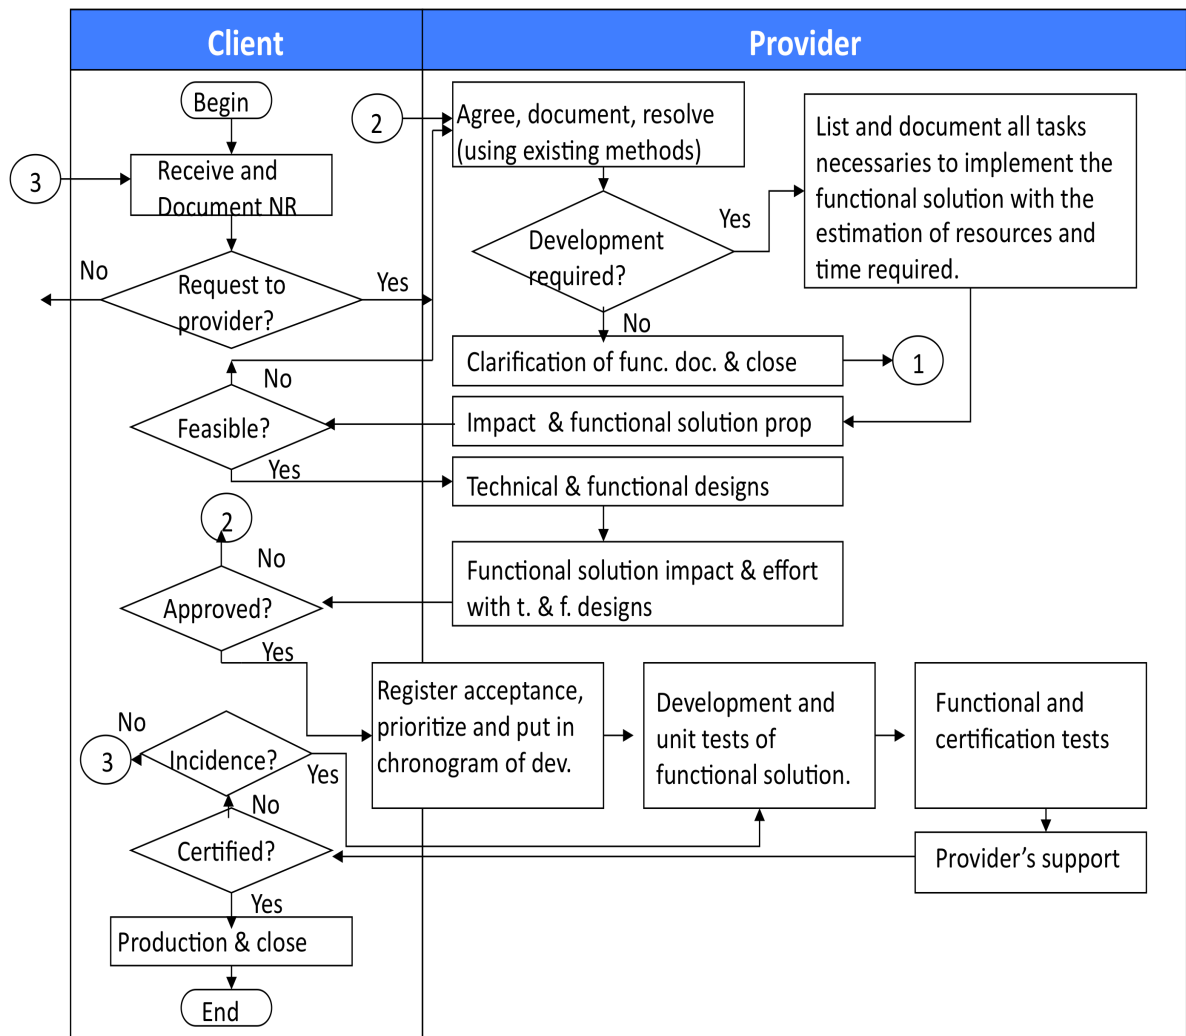 Client
Provider
Begin
2
Agree, document, resolve
(using existing methods)
List and document all tasks
necessaries to implement the
functional solution with the
estimation of resources and
time required.
3
Receive and
Document NR
Yes
Development
required?
No
Request to
provider?
Yes
No
Clarification of func. doc. & close
1
No
Feasible?
Impact & functional solution prop
Yes
Technical & functional designs
2
No
Functional solution impact & effort
with t. & f. designs
Approved?
Yes
Register acceptance,
prioritize and put in
chronogram of dev.
Development and
unit tests of
functional solution.
Functional and
certification tests
No
3
Incidence?
Yes
No
Certified?
Provider’s support
Yes
Production & close
End